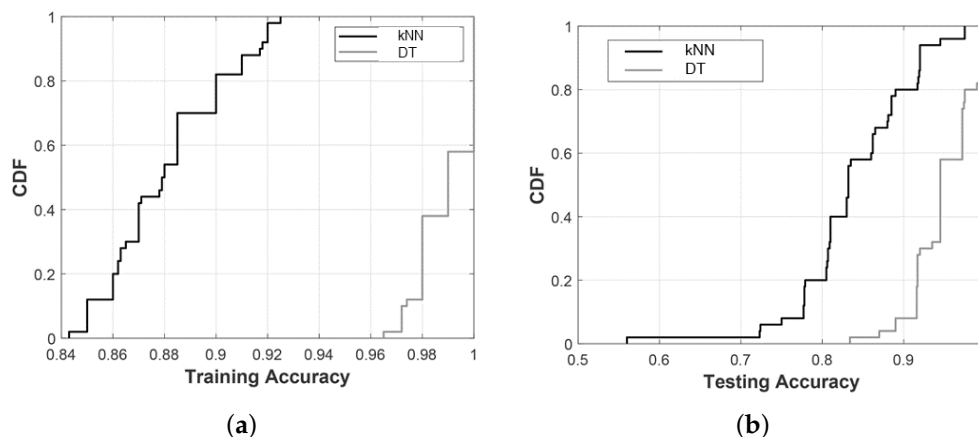 1
0.8
0.6
0.4
0.2
0
CDF
kNN
DT
0.84 0.86 0.88 0.9 0.92 0.94 0.96 0.98 1
Training Accuracy
(a)
1
0.8
0.6
0.4
0.2
0
CDF
kNN
DT
0.5 0.6 0.7 0.8 0.9
Testing Accuracy
(b)